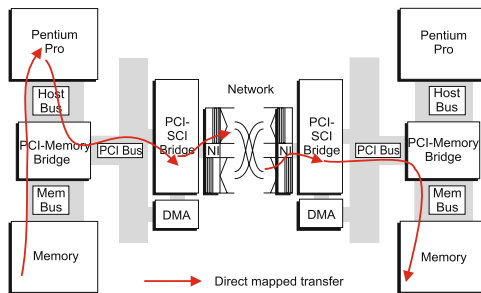 Pentium
Pro
Host
Bus
PCI-Memory
Bridge
Mem
Bus
Memory
PCI Bus
PCI-
SCI
Bridge
DMA
NI
Network
NI
PCI-
SCI
Bridge
DMA
PCI Bus
Pentium
Pro
Host
Bus
PCI-Memory
Bridge
Mem
Bus
Memory
Direct mapped transfer